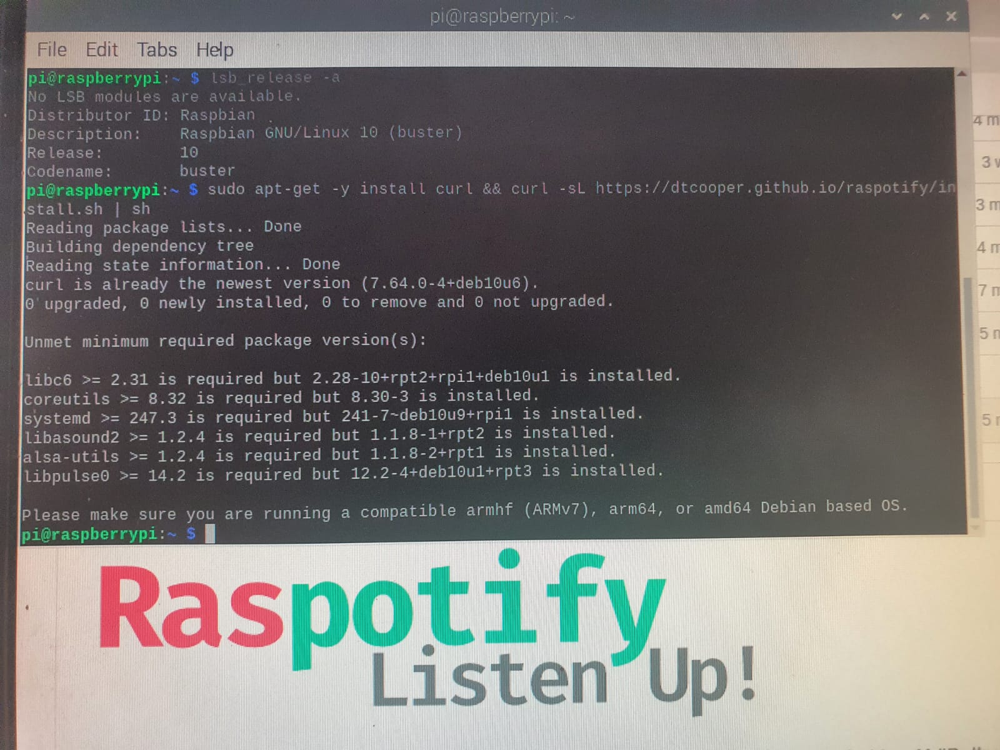 pi@raspberrypi: ~
File Edit Tabs Help
pi@raspberrypi:~ $ lsb_release -a
No LSB modules are available.
Distributor ID: Raspbian
Description:    Raspbian GNU/Linux 10 (buster)
Release:        10
Codename:       buster
pi@raspberrypi:~ $ sudo apt-get -y install curl && curl -sL https://dtcooper.github.io/raspotify/in
stall.sh | sh
Reading package lists... Done
Building dependency tree
Reading state information... Done
curl is already the newest version (7.64.0-4+deb10u6).
0 upgraded, 0 newly installed, 0 to remove and 0 not upgraded.
Unmet minimum required package version(s):
libc6 >= 2.31 is required but 2.28-10+rpt2+rpi1+deb10u1 is installed.
coreutils >= 8.32 is required but 8.30-3 is installed.
systemd >= 247.3 is required but 241-7~deb10u9+rpi1 is installed.
libasound2 >= 1.2.4 is required but 1.1.8-1+rpt2 is installed.
alsa-utils >= 1.2.4 is required but 1.1.8-2+rpt1 is installed.
libpulse0 >= 14.2 is required but 12.2-4+deb10u1+rpt3 is installed.
Please make sure you are running a compatible armhf (ARMv7), arm64, or amd64 Debian based OS.
pi@raspberrypi:~ $
4 m
3
3 m
4
7
5
5
Raspotify
Listen Up!